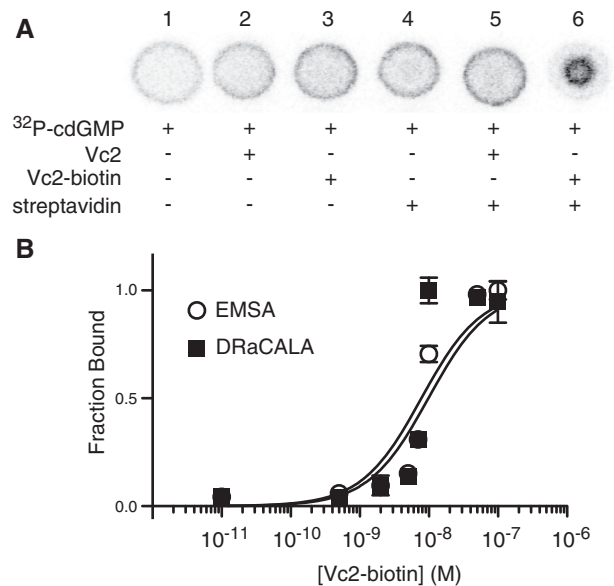 A
1 2 3 4 5 6
³²P-cdGMP + + + + + +
Vc2 - + - - + -
Vc2-biotin - - + - - +
streptavidin - - - + + +
B
1.0
EMSA
DRaCALA
Fraction Bound
0.5
0.0
10⁻¹¹ 10⁻¹⁰ 10⁻⁹ 10⁻⁸ 10⁻⁷ 10⁻⁶
[Vc2-biotin] (M)